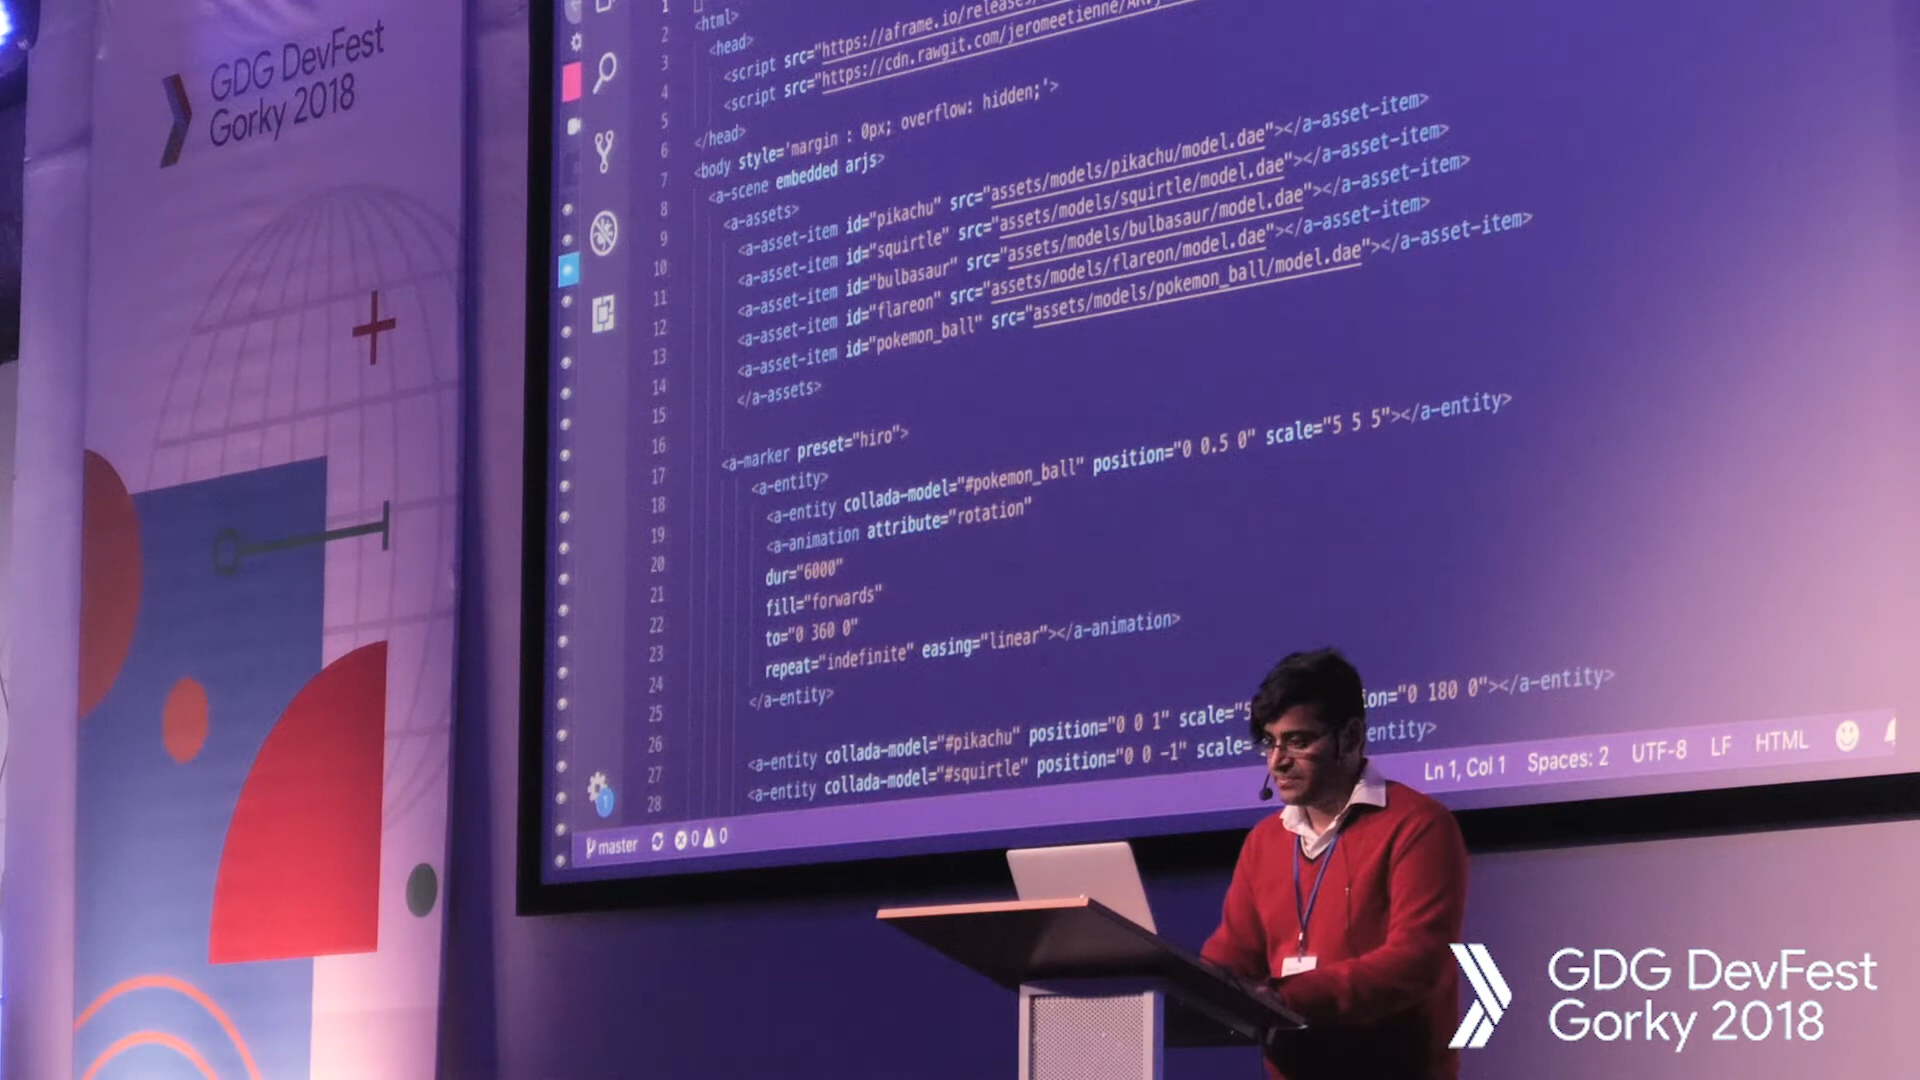 GDG DevFest
Gorky 2018
1
2 <html>
3 <head>
4 <script src="https://aframe.io/releases/
5 <script src="https://cdn.rawgit.com/jeromeetienne/AR.j
6 </head>
7 <body style='margin : 0px; overflow: hidden;'>
8 <a-scene embedded arjs>
9 <a-assets>
10 <a-asset-item id="pikachu" src="assets/models/pikachu/model.dae"></a-asset-item>
11 <a-asset-item id="squirtle" src="assets/models/squirtle/model.dae"></a-asset-item>
12 <a-asset-item id="bulbasaur" src="assets/models/bulbasaur/model.dae"></a-asset-item>
13 <a-asset-item id="flareon" src="assets/models/flareon/model.dae"></a-asset-item>
14 <a-asset-item id="pokemon_ball" src="assets/models/pokemon_ball/model.dae"></a-asset-item>
15 </a-assets>
16
17 <a-marker preset="hiro">
18 <a-entity>
19 <a-entity collada-model="#pokemon_ball" position="0 0.5 0" scale="5 5 5"></a-entity>
20 <a-animation attribute="rotation"
21 dur="6000"
22 fill="forwards"
23 to="0 360 0"
24 repeat="indefinite" easing="linear"></a-animation>
25 </a-entity>
26
27 <a-entity collada-model="#pikachu" position="0 0 1" scale="5 ion="0 180 0"></a-entity>
28 <a-entity collada-model="#squirtle" position="0 0 -1" scale= entity>
1
master 0 0
Ln 1, Col 1 Spaces: 2 UTF-8 LF HTML
GDG DevFest
Gorky 2018